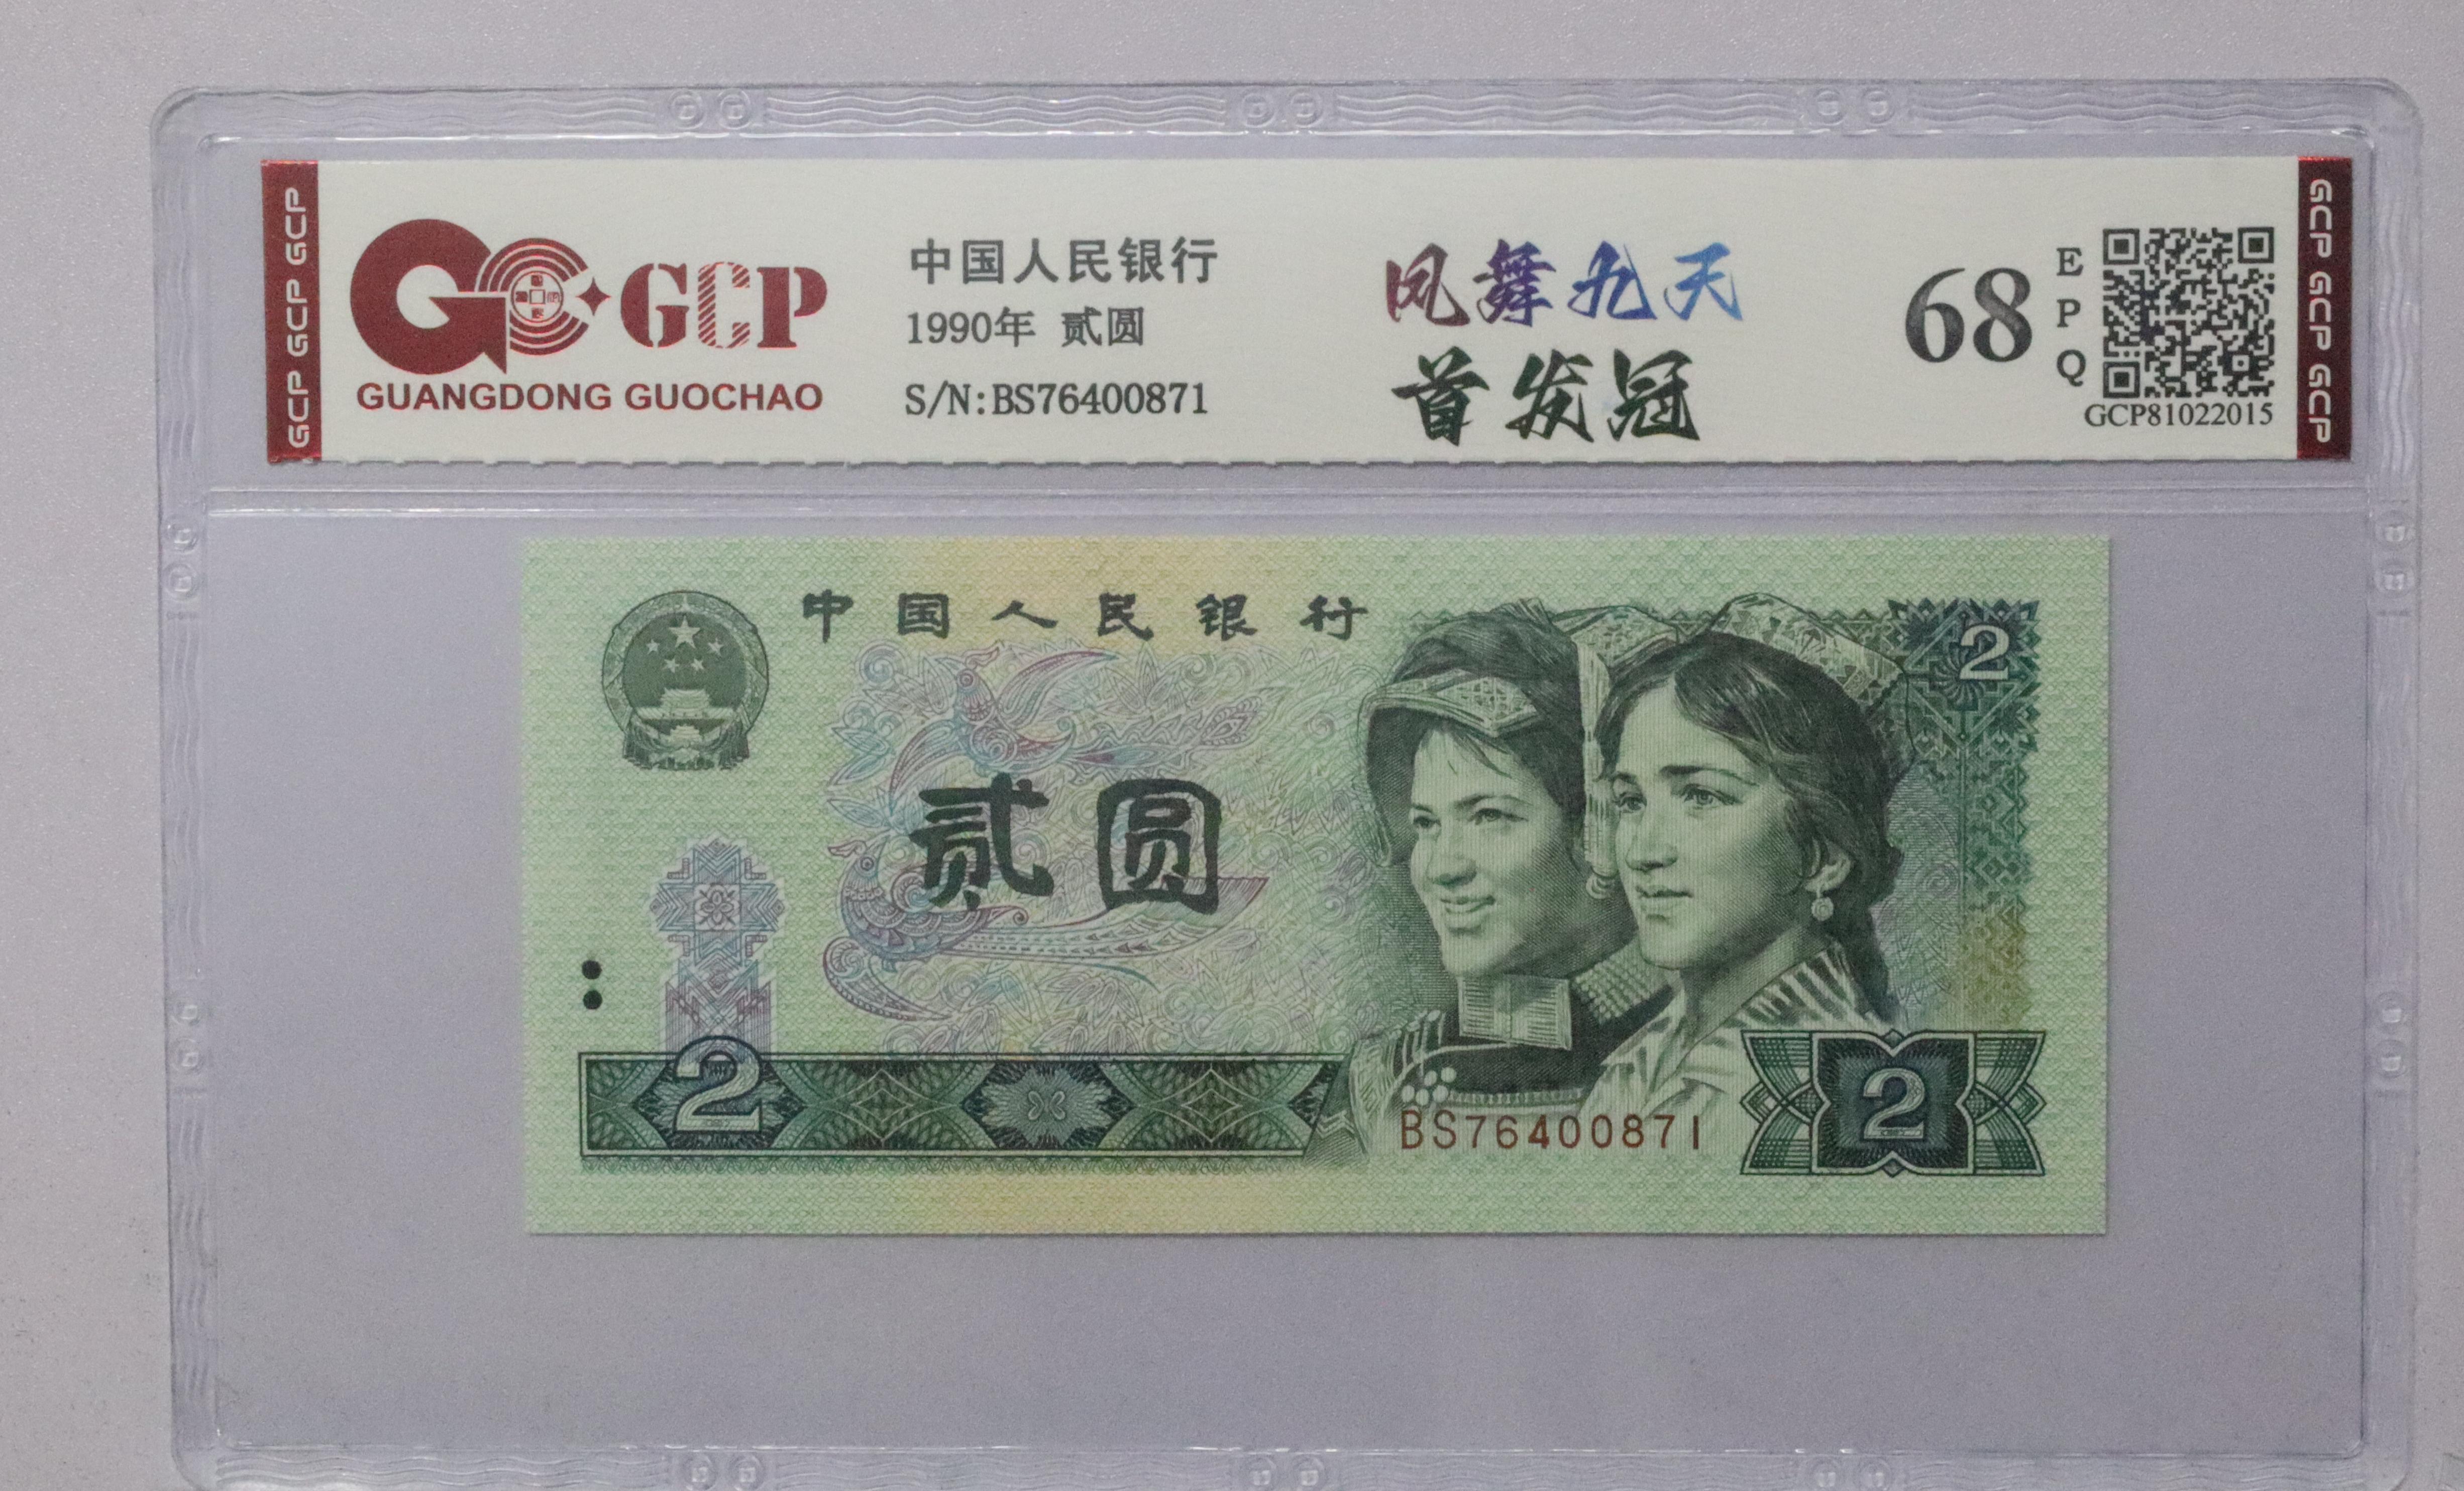 GCP GCP GCP
GCP
GUANGDONG GUOCHAO
中国人民银行
1990年 贰圆
S/N:BS76400871
凤舞九天
首发冠
68
EPQ
GCP81022015
GCP GCP GCP
中国人民银行
2
贰圆
2
BS76400871
2